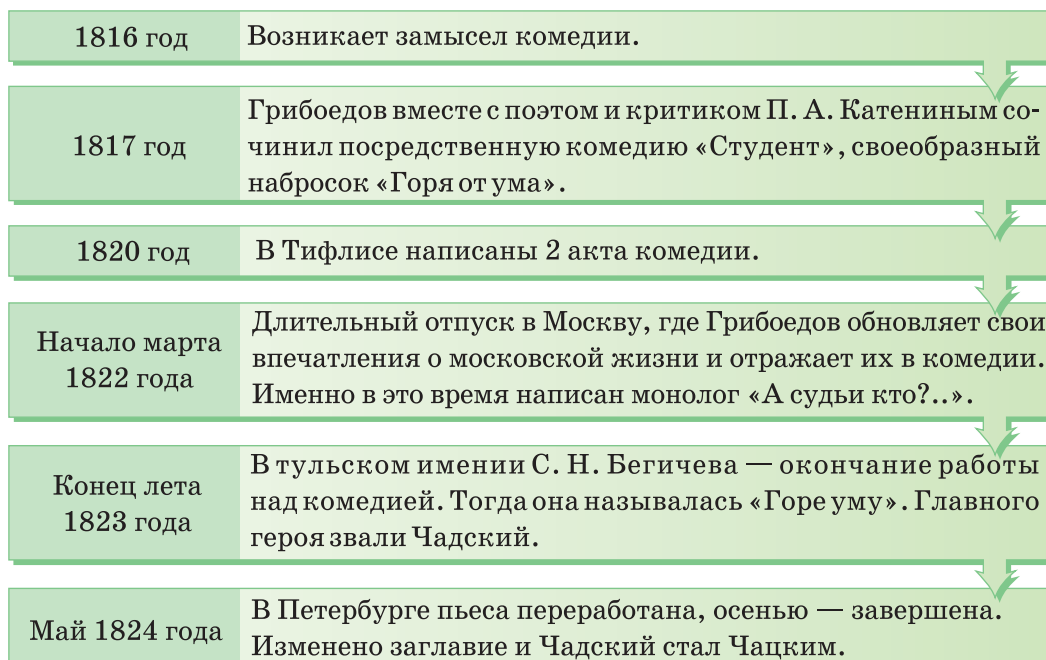 1816 год
Возникает замысел комедии.
1817 год
Грибоедов вместе с поэтом и критиком П. А. Катениным со-
чинил посредственную комедию «Студент», своеобразный
набросок «Горя от ума».
1820 год
В Тифлисе написаны 2 акта комедии.
Начало марта
1822 года
Длительный отпуск в Москву, где Грибоедов обновляет свои
впечатления о московской жизни и отражает их в комедии.
Именно в это время написан монолог «А судьи кто?..».
Конец лета
1823 года
В тульском имении С. Н. Бегичева — окончание работы
над комедией. Тогда она называлась «Горе уму». Главного
героя звали Чадский.
Май 1824 года
В Петербурге пьеса переработана, осенью — завершена.
Изменено заглавие и Чадский стал Чацким.